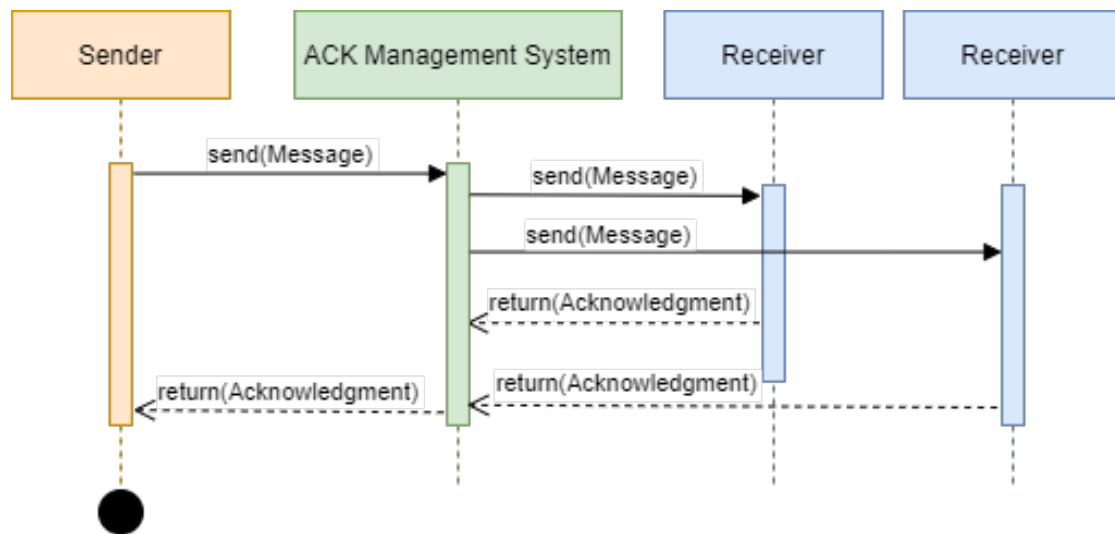 Sender
ACK Management System
Receiver
Receiver
send(Message)
send(Message)
send(Message)
return(Acknowledgment)
return(Acknowledgment)
return(Acknowledgment)